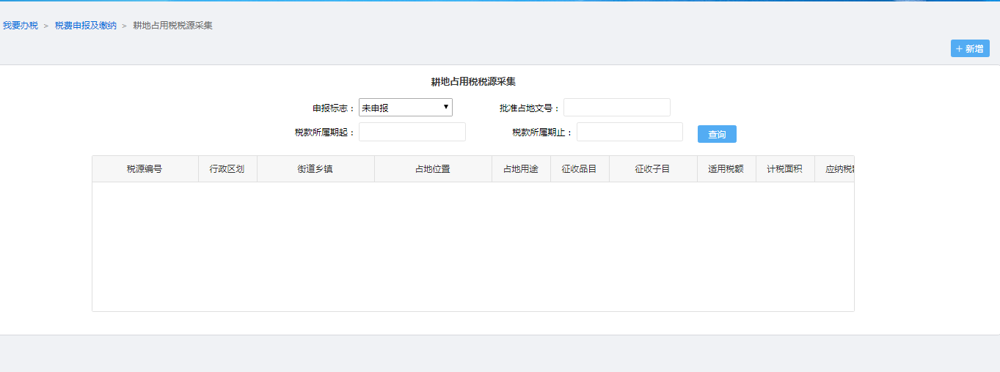 我要办税 > 税费申报及缴纳 > 耕地占用税税源采集
+ 新增
耕地占用税税源采集
申报标志： 未申报 批准占地文号：
税款所属期起： 税款所属期止： 查询
税源编号 行政区划 街道乡镇 占地位置 占地用途 征收品目 征收子目 适用税额 计税面积 应纳税